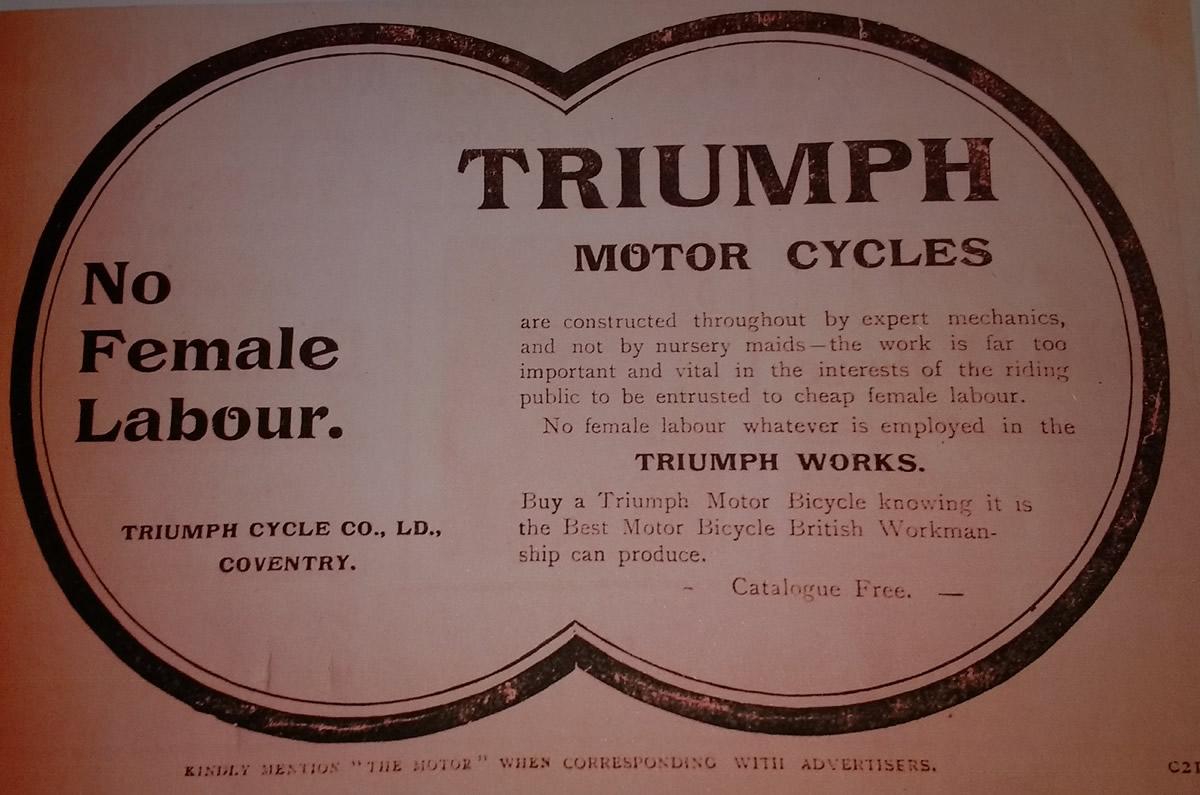 TRIUMPH
MOTOR CYCLES
No
Female
Labour.
TRIUMPH CYCLE CO., LD.,
COVENTRY.
are constructed throughout by expert mechanics,
and not by nursery maids—the work is far too
important and vital in the interests of the riding
public to be entrusted to cheap female labour.
No female labour whatever is employed in the
TRIUMPH WORKS.
Buy a Triumph Motor Bicycle knowing it is
the Best Motor Bicycle British Workman-
ship can produce.
- Catalogue Free. —
KINDLY MENTION "THE MOTOR" WHEN CORRESPONDING WITH ADVERTISERS.